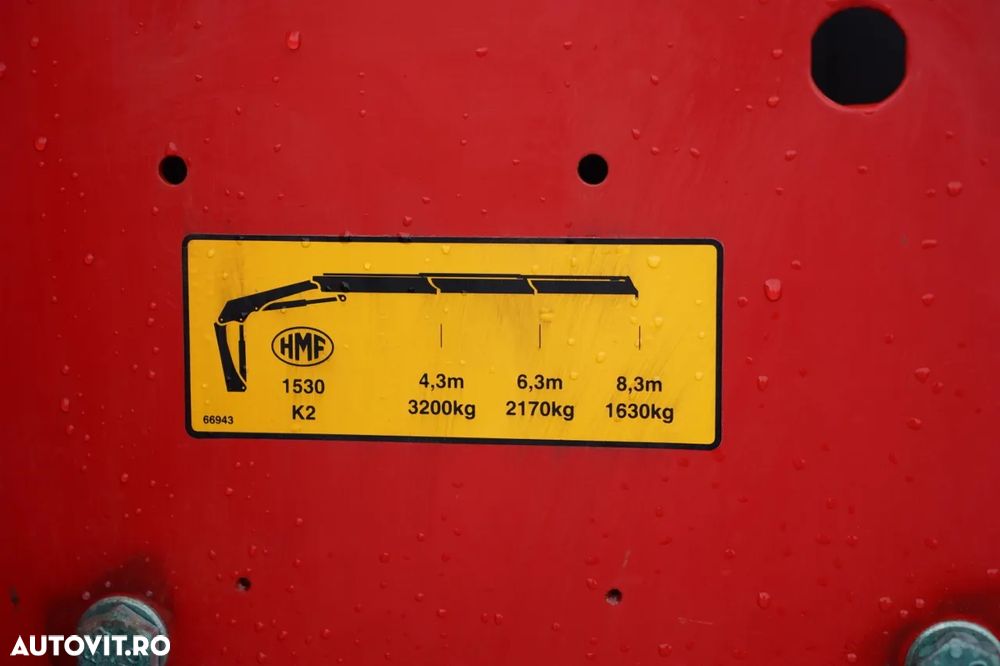 HMF
1530
K2
66943
4,3m 6,3m 8,3m
3200kg 2170kg 1630kg
AUTOVIT.RO